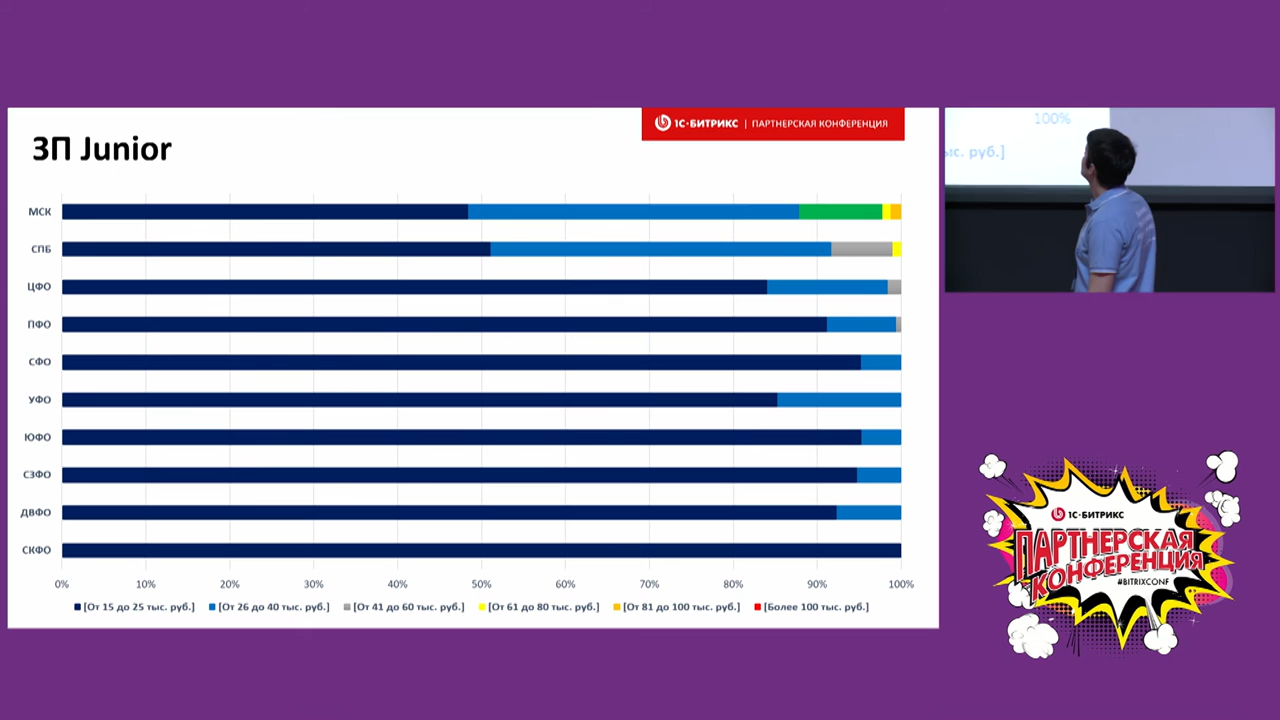 1С·БИТРИКС | ПАРТНЕРСКАЯ КОНФЕРЕНЦИЯ
ЗП Junior
МСК
СПБ
ЦФО
ПФО
СФО
УФО
ЮФО
СЗФО
ДВФО
СКФО
0% 10% 20% 30% 40% 50% 60% 70% 80% 90% 100%
[От 15 до 25 тыс. руб.] [От 26 до 40 тыс. руб.] [От 41 до 60 тыс. руб.] [От 61 до 80 тыс. руб.] [От 81 до 100 тыс. руб.] [Более 100 тыс. руб.]
100%
тыс. руб.]
1С·БИТРИКС
ПАРТНЕРСКАЯ
КОНФЕРЕНЦИЯ
#BITRIXCONF